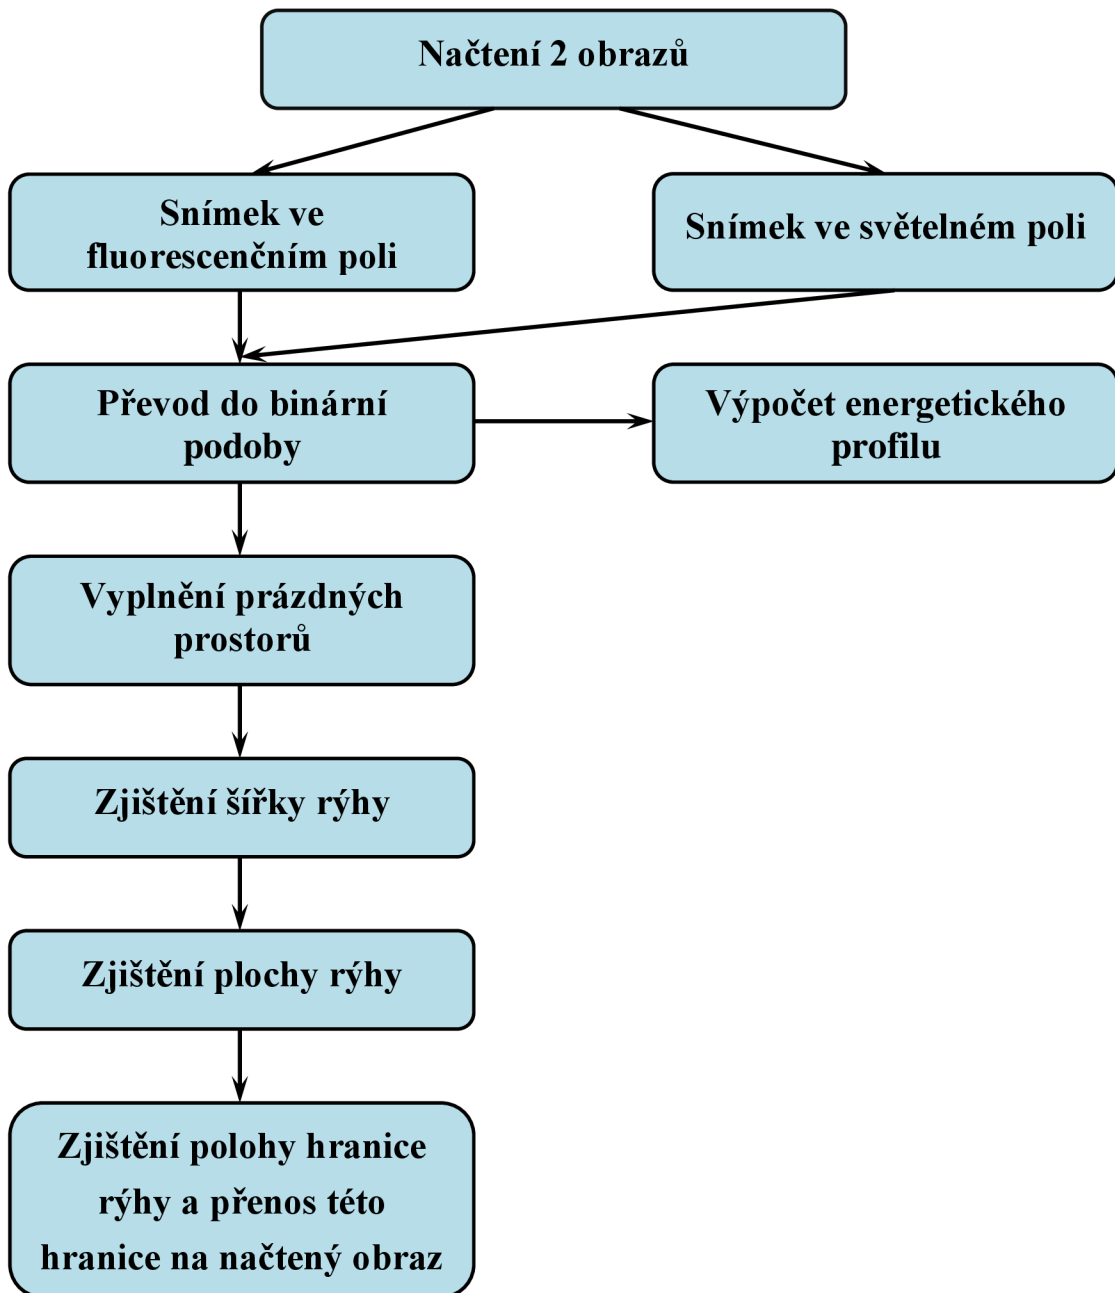 Načtení 2 obrazů
Snímek ve
fluorescenčním poli
Snímek ve světelném poli
Převod do binární
podoby
Výpočet energetického
profilu
Vyplnění prázdných
prostorů
Zjištění šířky rýhy
Zjištění plochy rýhy
Zjištění polohy hranice
rýhy a přenos této
hranice na načtený obraz